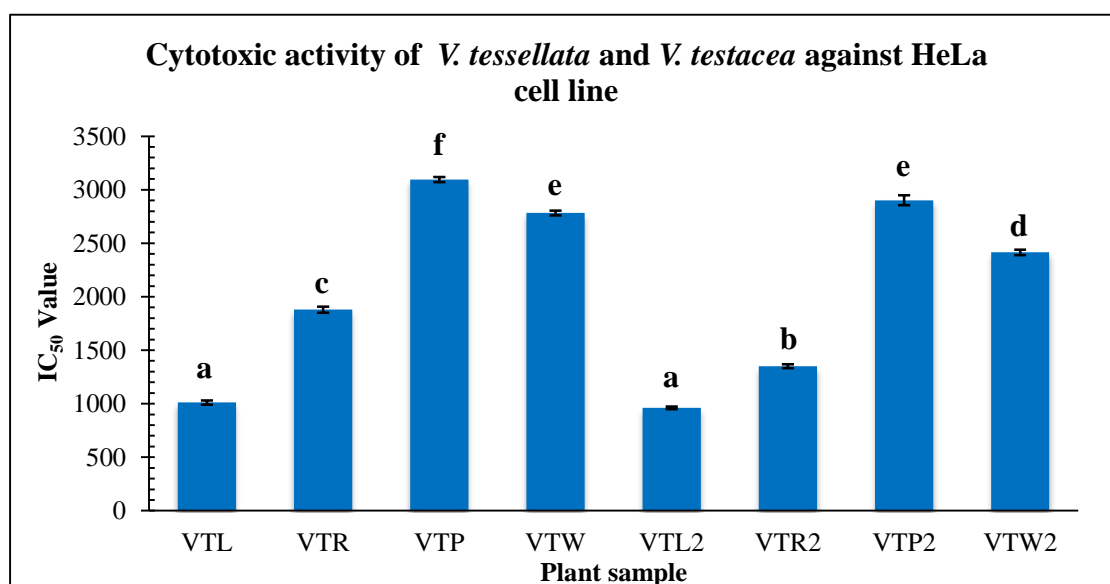 Cytotoxic activity of V. tessellata and V. testacea against HeLa
cell line
IC₅₀ Value
3500
3000
2500
2000
1500
1000
500
0
a
c
f
e
a
b
e
d
VTL VTR VTP VTW VTL2 VTR2 VTP2 VTW2
Plant sample